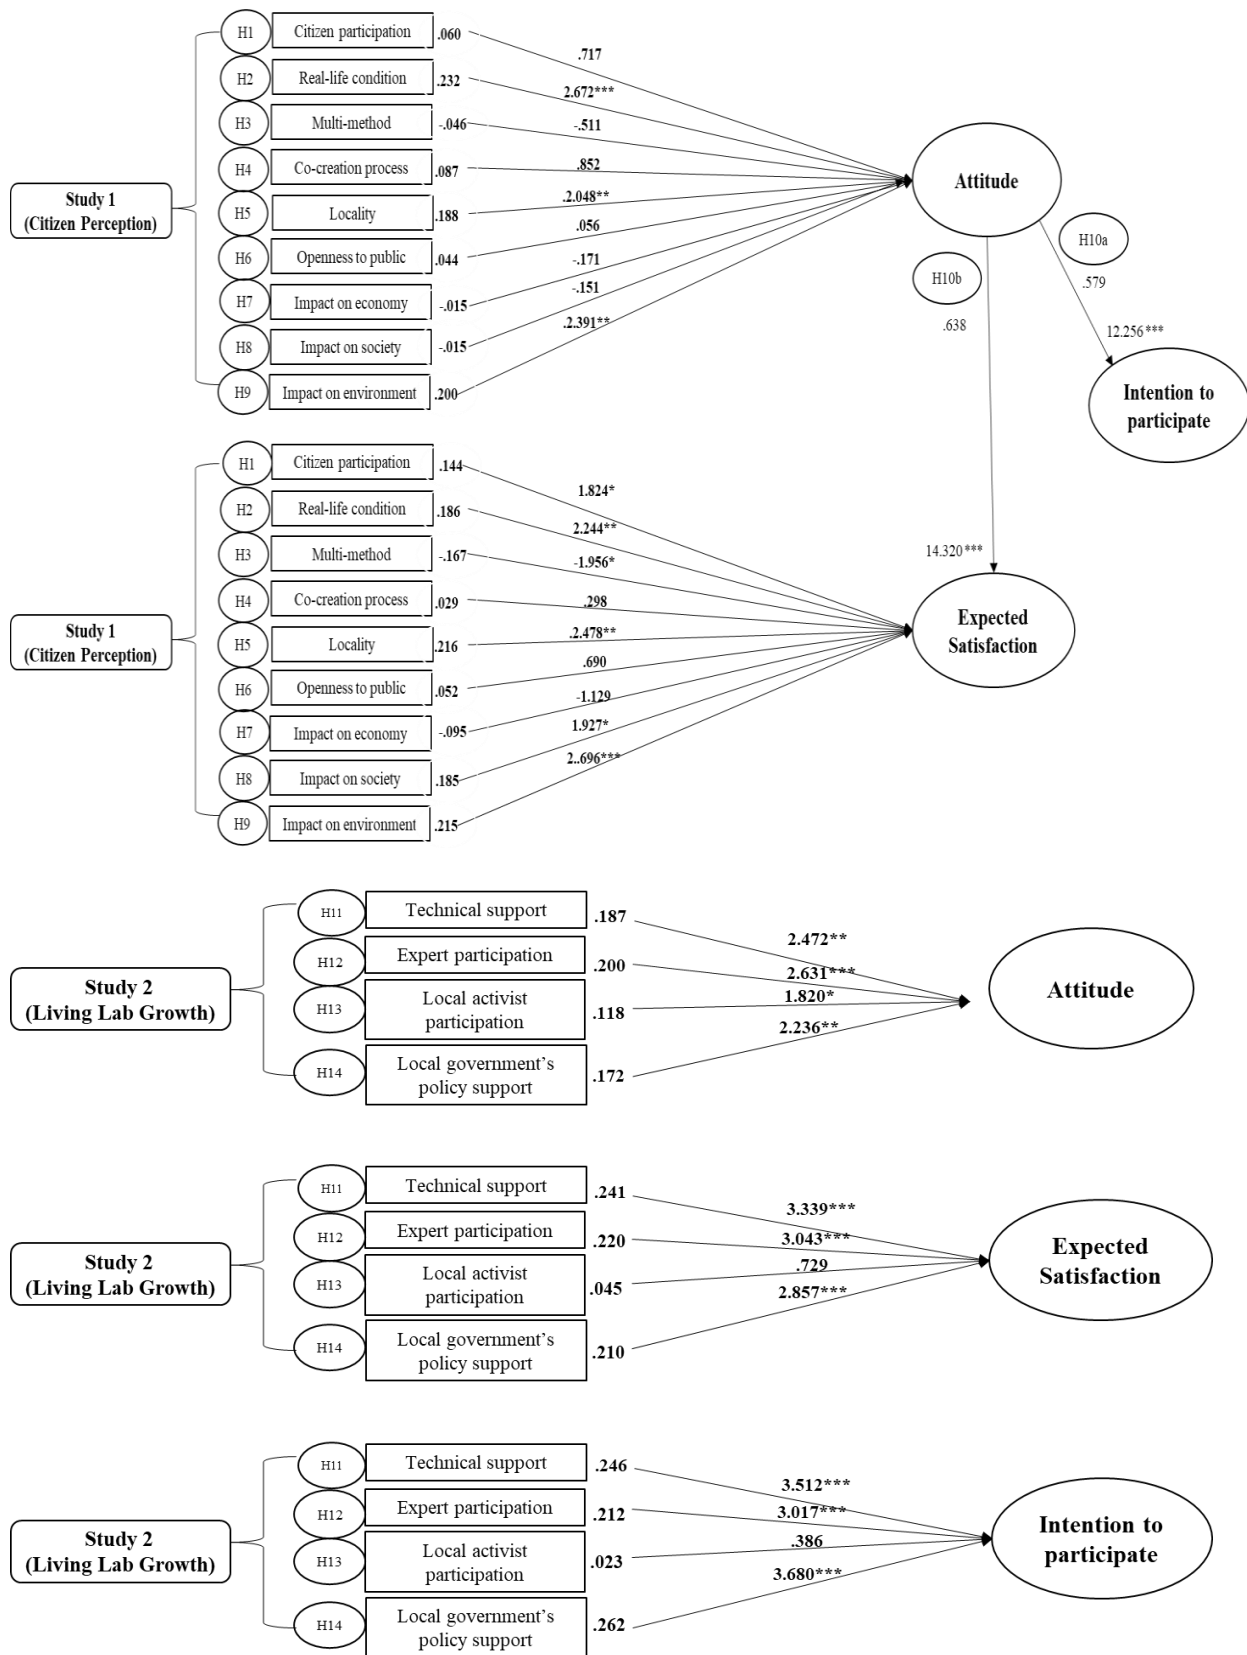 H1 Citizen participation .060 .717
H2 Real-life condition .232 2.672***
H3 Multi-method -.046 -.511
H4 Co-creation process .087 .852
Study 1
(Citizen Perception)
H5 Locality .188 .2.048**
H6 Openness to public .044 .056
H7 Impact on economy -.015 -.171
H8 Impact on society -.015 -.151
H9 Impact on environment .200 .2.391**
Attitude
H10a
.579
H10b
.638
12.256***
Intention to
participate
14.320***
H1 Citizen participation .144 1.824*
H2 Real-life condition .186 2.244**
H3 Multi-method -.167 -1.956*
H4 Co-creation process .029 .298
Study 1
(Citizen Perception)
H5 Locality .216 .2.478**
H6 Openness to public .052 .690
H7 Impact on economy -.095 -1.129
H8 Impact on society .185 1.927*
H9 Impact on environment .215 2..696***
Expected
Satisfaction
H11 Technical support .187 2.472**
H12 Expert participation .200 2.631***
Study 2
(Living Lab Growth)
H13 Local activist
participation .118 1.820*
H14 Local government's
policy support .172 2.236**
Attitude
H11 Technical support .241 3.339***
H12 Expert participation .220 3.043***
Study 2
(Living Lab Growth)
H13 Local activist
participation .045 .729
H14 Local government's
policy support .210 2.857***
Expected
Satisfaction
H11 Technical support .246 3.512***
H12 Expert participation .212 3.017***
Study 2
(Living Lab Growth)
H13 Local activist
participation .023 .386
H14 Local government's
policy support .262 3.680***
Intention to
participate